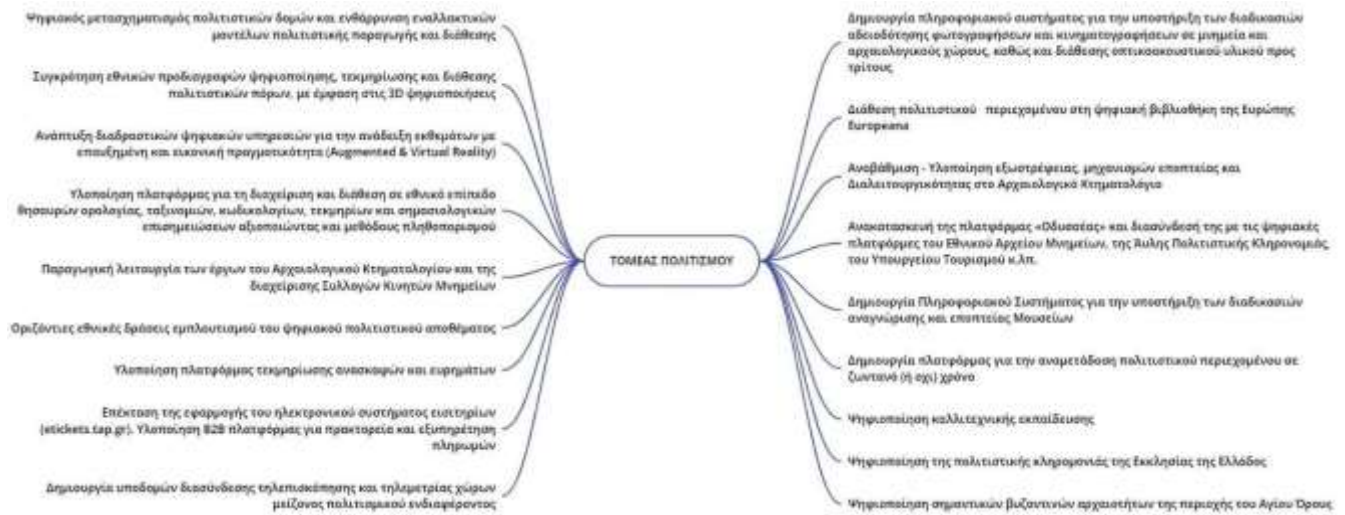 Ψηφιακός μετασχηματισμός πολιτιστικών δομών και ενθάρρυνση εναλλακτικών
μοντέλων πολιτιστικής παραγωγής και διάθεσης
Συγκρότηση εθνικών προδιαγραφών ψηφιοποίησης, τεκμηρίωσης και διάθεσης
πολιτιστικών πόρων, με έμφαση στις 3D ψηφιοποιήσεις
Ανάπτυξη διαδραστικών ψηφιακών υπηρεσιών για την ανάδειξη εκθεμάτων με
επαυξημένη και εικονική πραγματικότητα (Augmented & Virtual Reality)
Υλοποίηση πλατφόρμας για τη διαχείριση και διάθεση σε εθνικό επίπεδο
θησαυρών ορολογίας, ταξινομιών, κωδικολογίων, τεκμηρίων και σημασιολογικών
επισημειώσεων αξιοποιώντας και μεθόδους πληθοπορισμού
Παραγωγική λειτουργία των έργων του Αρχαιολογικού Κτηματολογίου και της
διαχείρισης Συλλογών Κινητών Μνημείων
Οριζόντιες εθνικές δράσεις εμπλουτισμού του ψηφιακού πολιτιστικού αποθέματος
Υλοποίηση πλατφόρμας τεκμηρίωσης ανασκαφών και ευρημάτων
Επέκταση της εφαρμογής του ηλεκτρονικού συστήματος εισιτηρίων
(etickets.tap.gr). Υλοποίηση B2B πλατφόρμας για πρακτορεία και εξυπηρέτηση
πληρωμών
Δημιουργία υποδομών διασύνδεσης τηλεπισκόπησης και τηλεμετρίας χώρων
μείζονος πολιτισμικού ενδιαφέροντος
ΤΟΜΕΑΣ ΠΟΛΙΤΙΣΜΟΥ
Δημιουργία πληροφοριακού συστήματος για την υποστήριξη των διαδικασιών
αδειοδότησης φωτογραφήσεων και κινηματογραφήσεων σε μνημεία και
αρχαιολογικούς χώρους, καθώς και διάθεσης οπτικοακουστικού υλικού προς
τρίτους
Διάθεση πολιτιστικού περιεχομένου στη ψηφιακή βιβλιοθήκη της Ευρώπης
Europeana
Αναβάθμιση - Υλοποίηση εξωστρέφειας, μηχανισμών εποπτείας και
Διαλειτουργικότητας στο Αρχαιολογικό Κτηματολόγιο
Ανακατασκευή της πλατφόρμας «Οδυσσέας» και διασύνδεσή της με τις ψηφιακές
πλατφόρμες του Εθνικού Αρχείου Μνημείων, της Άυλης Πολιτιστικής Κληρονομιάς,
του Υπουργείου Τουρισμού κ.λπ.
Δημιουργία Πληροφοριακού Συστήματος για την υποστήριξη των διαδικασιών
αναγνώρισης και εποπτείας Μουσείων
Δημιουργία πλατφόρμας για την αναμετάδοση πολιτιστικού περιεχομένου σε
ζωντανό (ή οχι) χρόνο
Ψηφιοποίηση καλλιτεχνικής εκπαίδευσης
Ψηφιοποίηση της πολιτιστικής κληρομονιάς της Εκκλησίας της Ελλάδος
Ψηφιοποίηση σημαντικών βυζαντινών αρχαιοτήτων της περιοχής του Αγίου Όρους